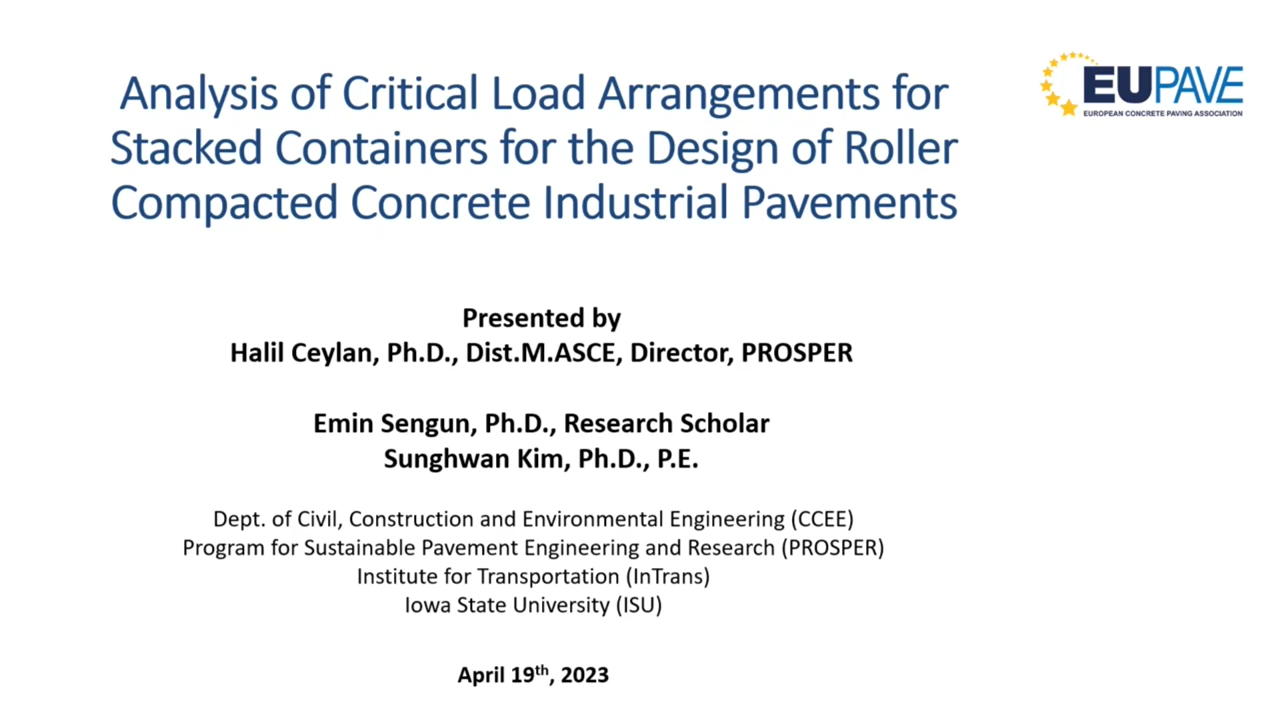 Analysis of Critical Load Arrangements for
Stacked Containers for the Design of Roller
Compacted Concrete Industrial Pavements
EUPAVE
EUROPEAN CONCRETE PAVING ASSOCIATION
Presented by
Halil Ceylan, Ph.D., Dist.M.ASCE, Director, PROSPER
Emin Sengun, Ph.D., Research Scholar
Sunghwan Kim, Ph.D., P.E.
Dept. of Civil, Construction and Environmental Engineering (CCEE)
Program for Sustainable Pavement Engineering and Research (PROSPER)
Institute for Transportation (InTrans)
Iowa State University (ISU)
April 19th, 2023